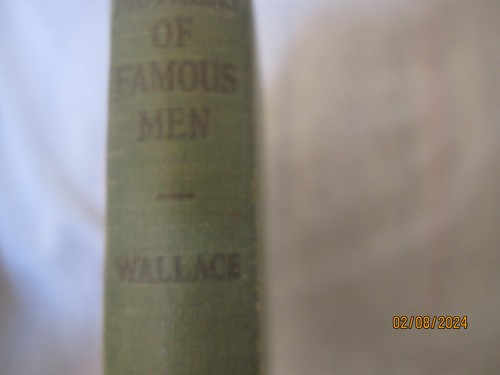 OF
FAMOUS
MEN
WALLACE
02/08/2024